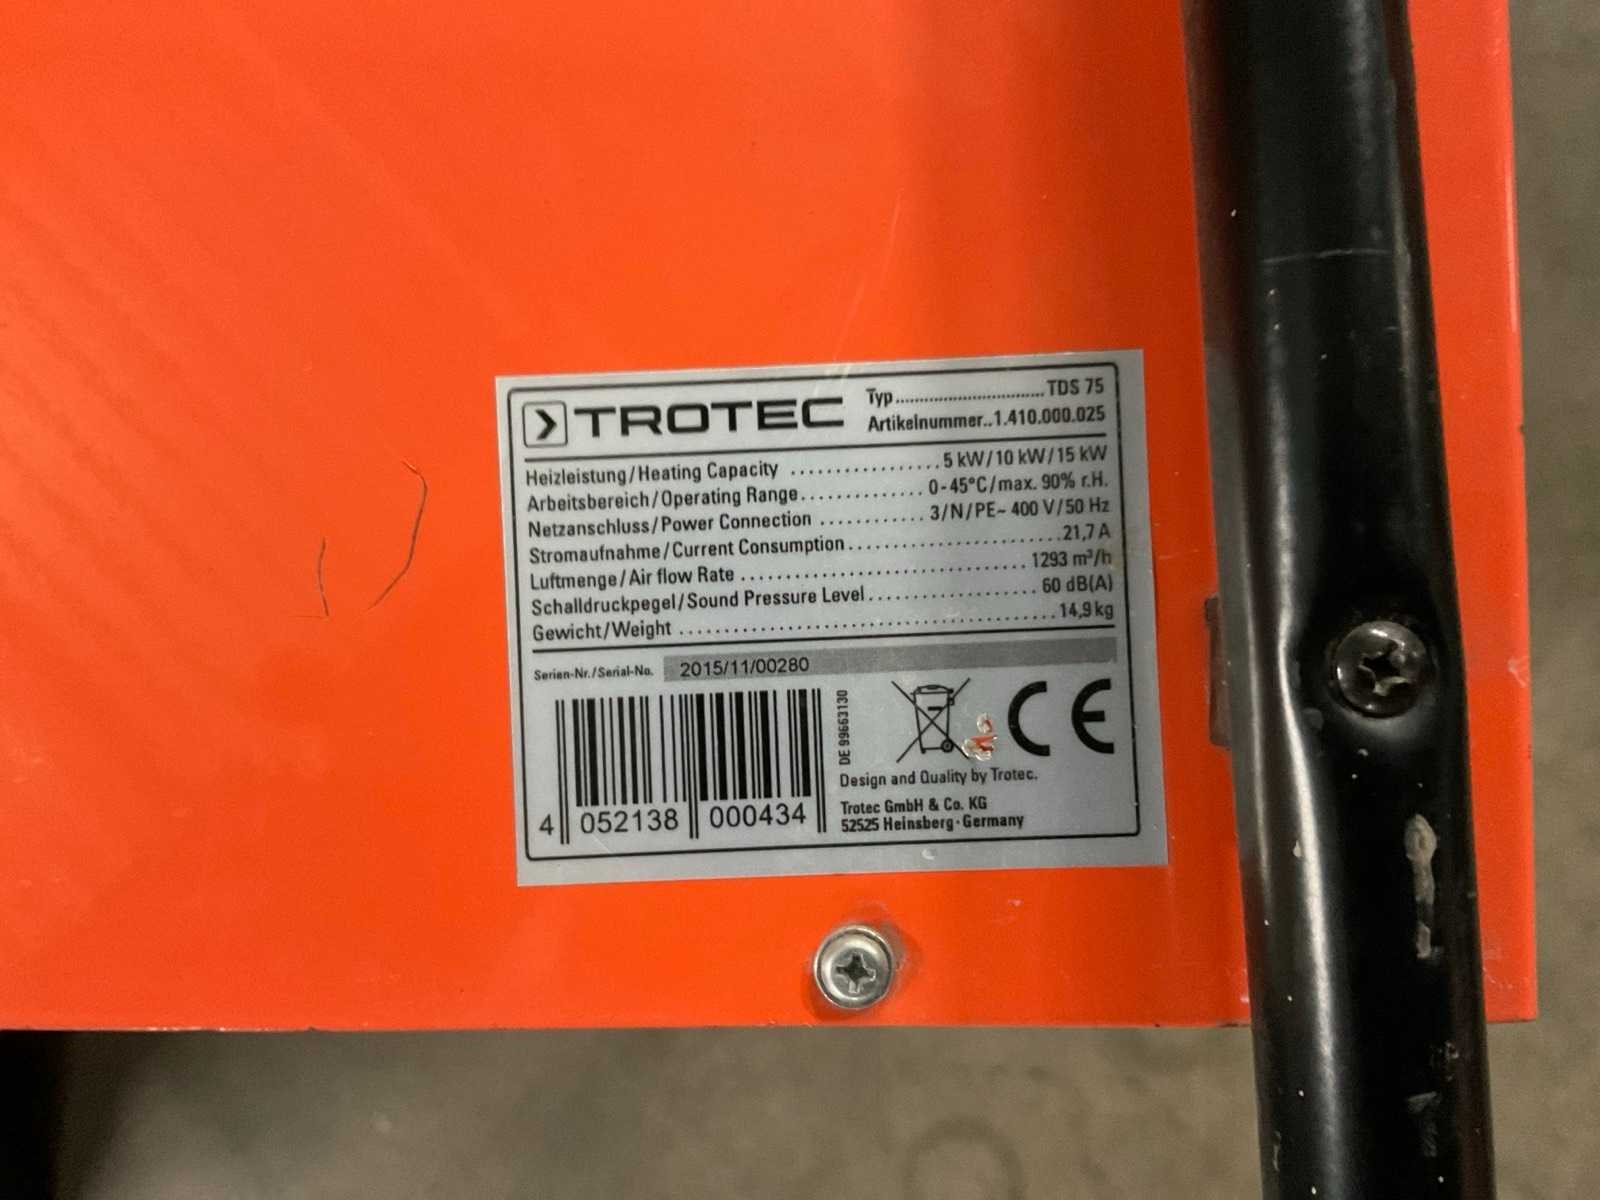 TROTEC
Typ................................TDS 75
Artikelnummer..1.410.000.025
Heizleistung/Heating Capacity .................5 kW/10 kW/15 kW
Arbeitsbereich/Operating Range.............. 0-45°C/max. 90% r.H.
Netzanschluss/Power Connection ............ 3/N/PE~ 400 V/50 Hz
Stromaufnahme/Current Consumption........................21,7 A
Luftmenge/Air flow Rate ................................. 1293 m³/h
Schalldruckpegel/Sound Pressure Level................... 60 dB(A)
Gewicht/Weight ...........................................14,9 kg
Serien-Nr./Serial-No. 2015/11/00280
DE 99663130
CE
Design and Quality by Trotec.
Trotec GmbH & Co. KG
52525 Heinsberg·Germany
4 052138 000434